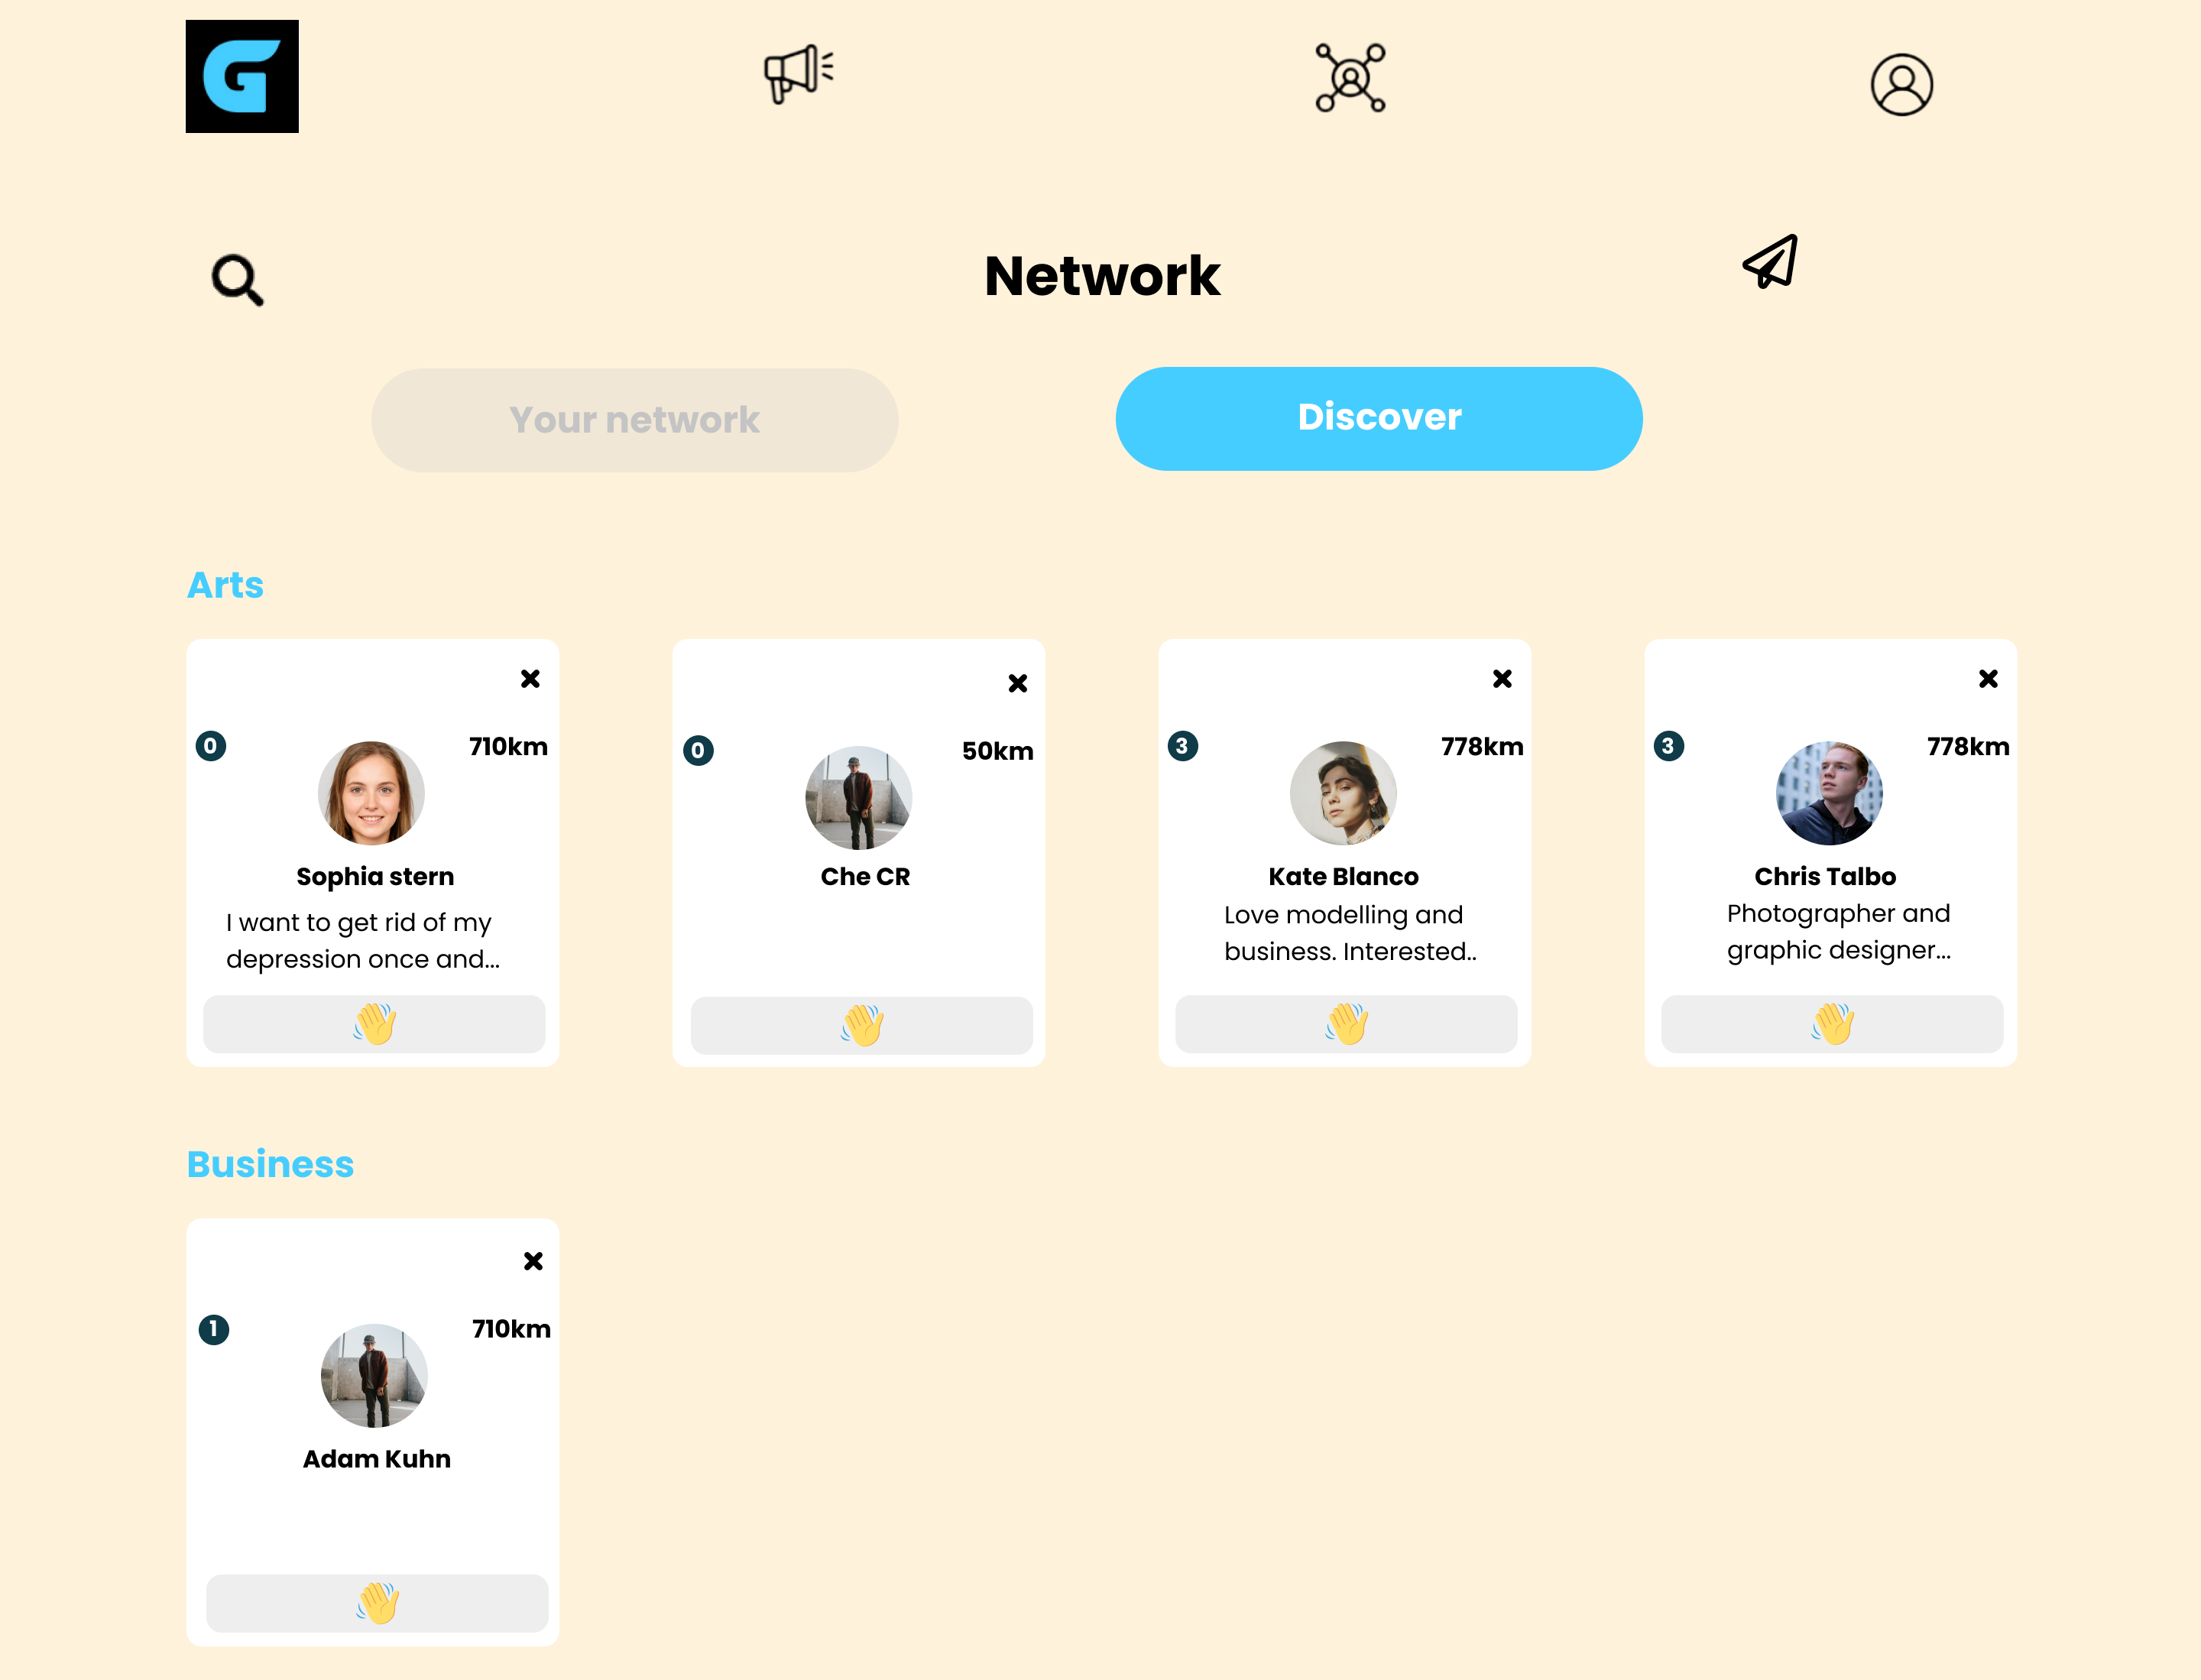 G
Network
Your network
Discover
Arts
0
710km
Sophia stern
I want to get rid of my
depression once and...
0
50km
Che CR
3
778km
Kate Blanco
Love modelling and
business. Interested..
3
778km
Chris Talbo
Photographer and
graphic designer...
Business
1
710km
Adam Kuhn